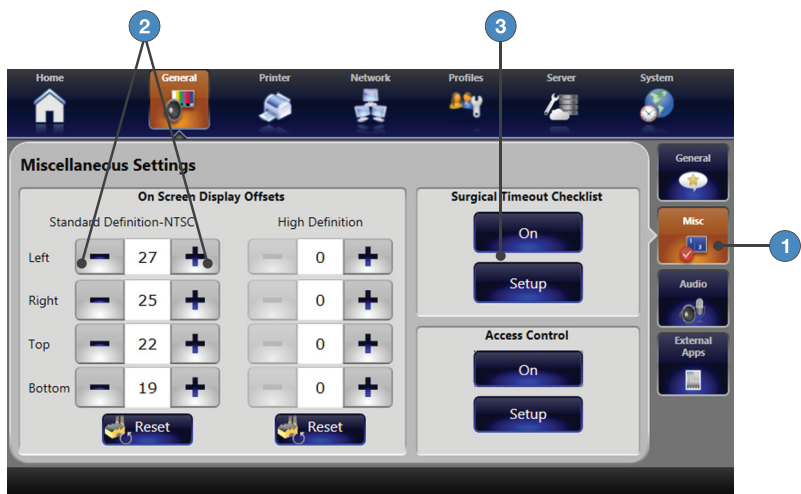 2
3
Home
General
Printer
Network
Profiles
Server
System
Miscellaneous Settings
On Screen Display Offsets
Standard Definition-NTSC
High Definition
Left
27
0
Right
25
0
Top
22
0
Bottom
19
0
Reset
Reset
Surgical Timeout Checklist
On
Setup
Access Control
On
Setup
General
Misc
1
Audio
External
Apps